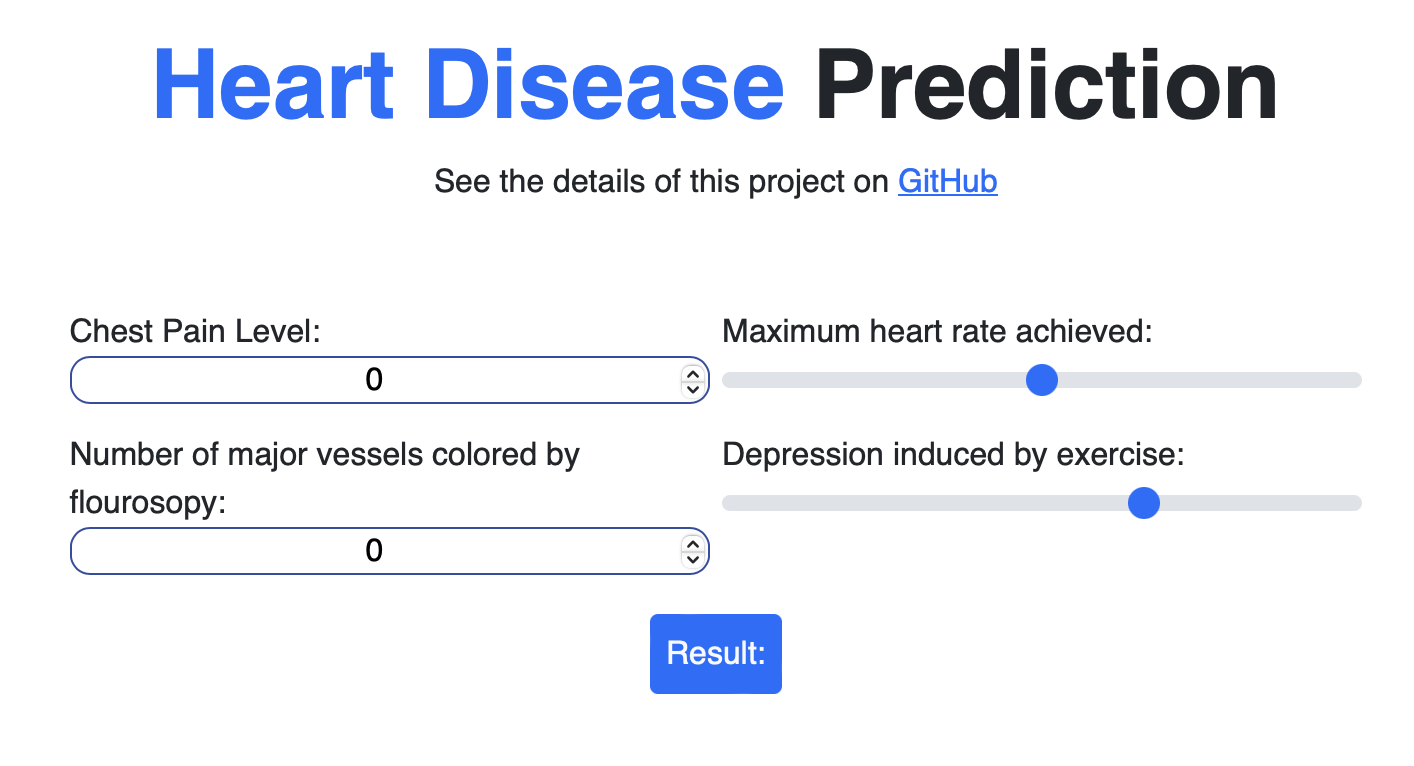 Heart Disease Prediction
See the details of this project on GitHub
Chest Pain Level:
0
Maximum heart rate achieved:
Number of major vessels colored by
flourosopy:
0
Depression induced by exercise:
Result: